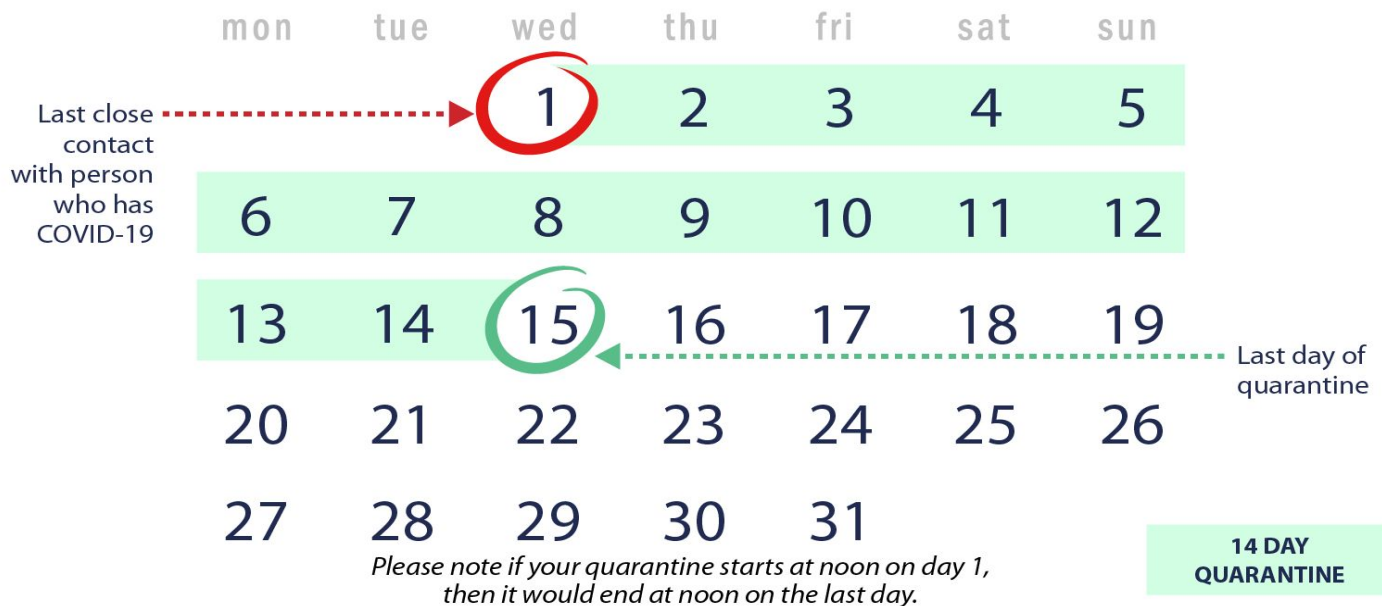 mon tue wed thu fri sat sun
Last close
contact
with person
who has
COVID-19
1 2 3 4 5
6 7 8 9 10 11 12
13 14 15 16 17 18 19
Last day of
quarantine
20 21 22 23 24 25 26
27 28 29 30 31
Please note if your quarantine starts at noon on day 1,
then it would end at noon on the last day.
14 DAY
QUARANTINE